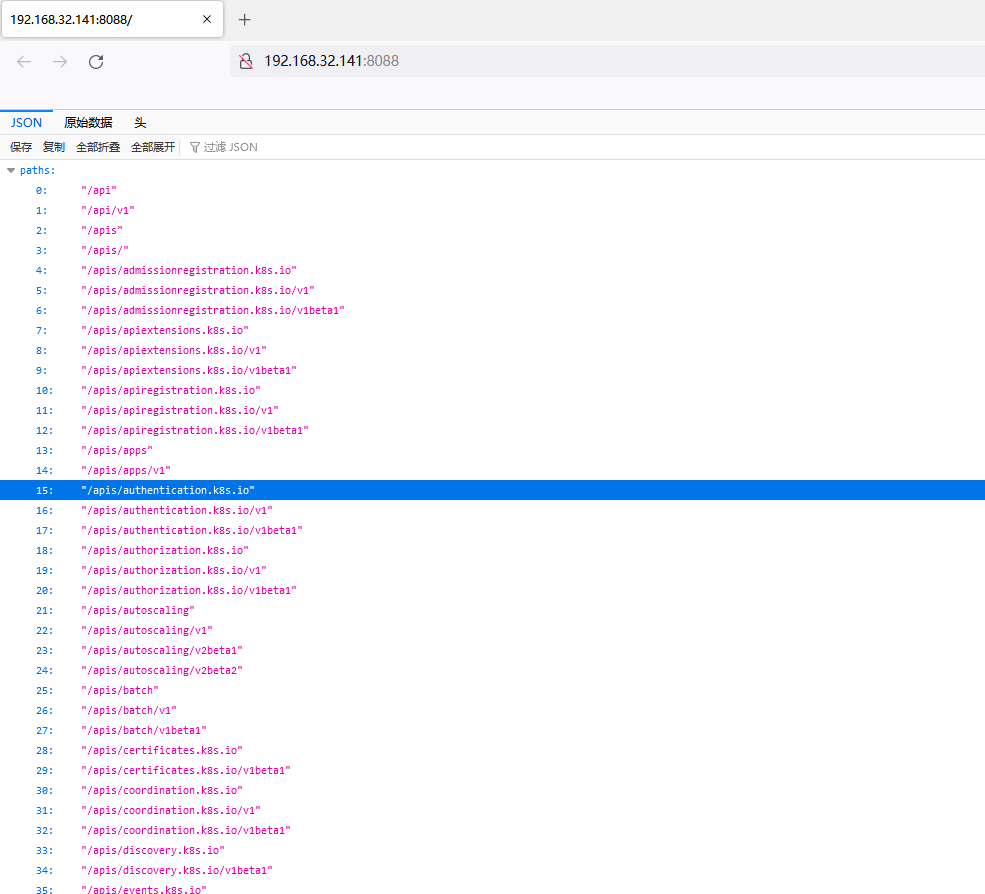 192.168.32.141:8088/
192.168.32.141:8088
JSON 原始数据 头
保存 复制 全部折叠 全部展开 过滤 JSON
paths:
0: "/api"
1: "/api/v1"
2: "/apis"
3: "/apis/"
4: "/apis/admissionregistration.k8s.io"
5: "/apis/admissionregistration.k8s.io/v1"
6: "/apis/admissionregistration.k8s.io/v1beta1"
7: "/apis/apiextensions.k8s.io"
8: "/apis/apiextensions.k8s.io/v1"
9: "/apis/apiextensions.k8s.io/v1beta1"
10: "/apis/apiregistration.k8s.io"
11: "/apis/apiregistration.k8s.io/v1"
12: "/apis/apiregistration.k8s.io/v1beta1"
13: "/apis/apps"
14: "/apis/apps/v1"
15: "/apis/authentication.k8s.io"
16: "/apis/authentication.k8s.io/v1"
17: "/apis/authentication.k8s.io/v1beta1"
18: "/apis/authorization.k8s.io"
19: "/apis/authorization.k8s.io/v1"
20: "/apis/authorization.k8s.io/v1beta1"
21: "/apis/autoscaling"
22: "/apis/autoscaling/v1"
23: "/apis/autoscaling/v2beta1"
24: "/apis/autoscaling/v2beta2"
25: "/apis/batch"
26: "/apis/batch/v1"
27: "/apis/batch/v1beta1"
28: "/apis/certificates.k8s.io"
29: "/apis/certificates.k8s.io/v1beta1"
30: "/apis/coordination.k8s.io"
31: "/apis/coordination.k8s.io/v1"
32: "/apis/coordination.k8s.io/v1beta1"
33: "/apis/discovery.k8s.io"
34: "/apis/discovery.k8s.io/v1beta1"
35: "/apis/events.k8s.io"